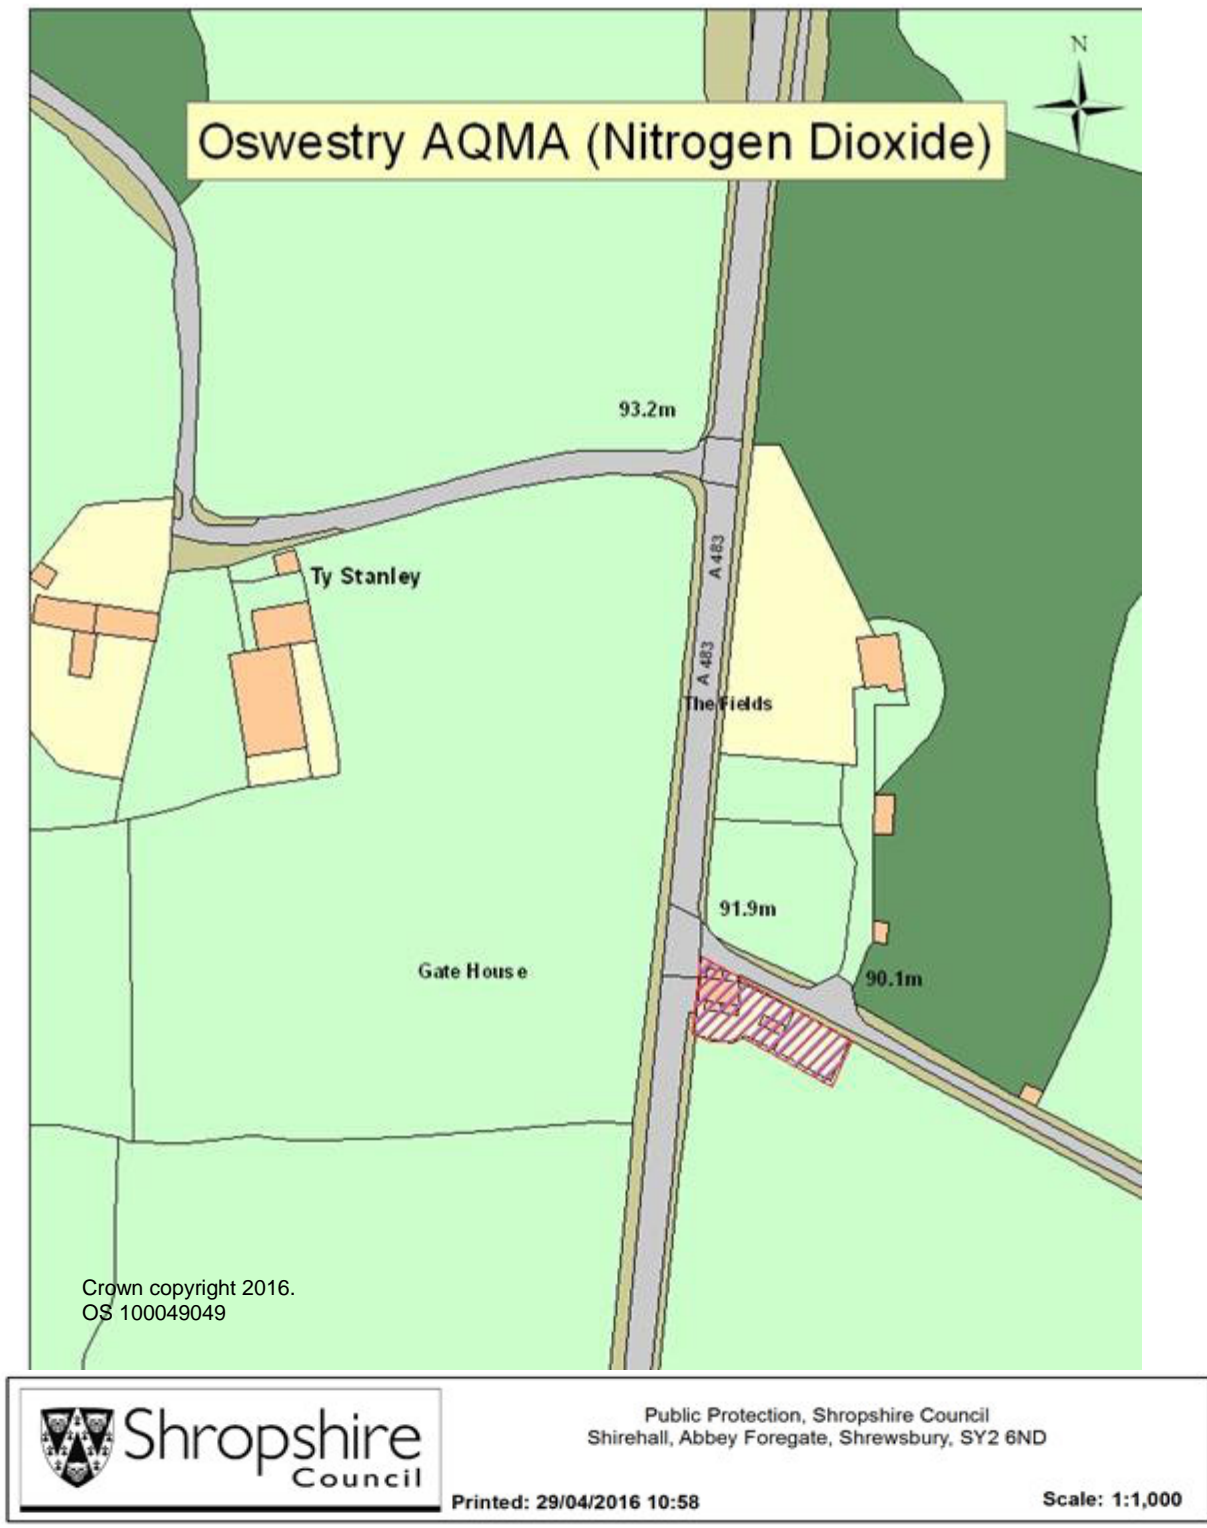 N
Oswestry AQMA (Nitrogen Dioxide)
93.2m
A 483
Ty Stanley
A 483
The Fields
91.9m
Gate House
90.1m
Crown copyright 2016.
OS 100049049
Shropshire
Council
Public Protection, Shropshire Council
Shirehall, Abbey Foregate, Shrewsbury, SY2 6ND
Printed: 29/04/2016 10:58
Scale: 1:1,000